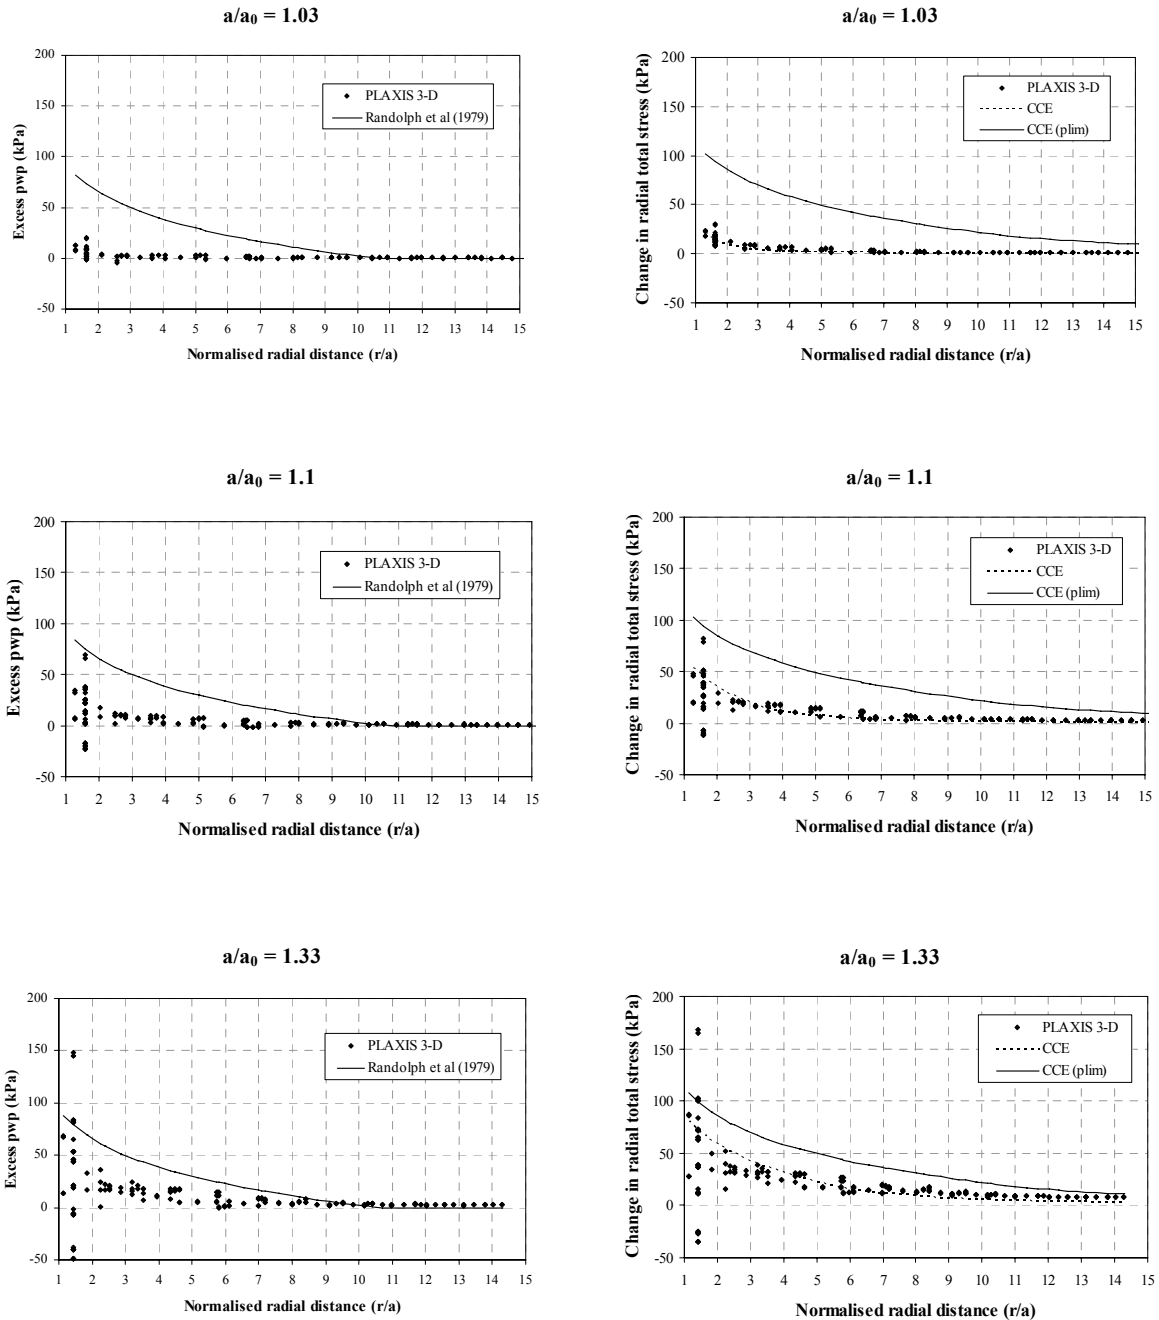 a/a₀ = 1.03
200
150
100
50
0
-50
Excess pwp (kPa)
PLAXIS 3-D
Randolph et al (1979)
1 2 3 4 5 6 7 8 9 10 11 12 13 14 15
Normalised radial distance (r/a)
a/a₀ = 1.03
200
150
100
50
0
-50
Change in radial total stress (kPa)
PLAXIS 3-D
CCE
CCE (plim)
1 2 3 4 5 6 7 8 9 10 11 12 13 14 15
Normalised radial distance (r/a)
a/a₀ = 1.1
200
150
100
50
0
-50
Excess pwp (kPa)
PLAXIS 3-D
Randolph et al (1979)
1 2 3 4 5 6 7 8 9 10 11 12 13 14 15
Normalised radial distance (r/a)
a/a₀ = 1.1
200
150
100
50
0
-50
Change in radial total stress (kPa)
PLAXIS 3-D
CCE
CCE (plim)
1 2 3 4 5 6 7 8 9 10 11 12 13 14 15
Normalised radial distance (r/a)
a/a₀ = 1.33
200
150
100
50
0
-50
Excess pwp (kPa)
PLAXIS 3-D
Randolph et al (1979)
1 2 3 4 5 6 7 8 9 10 11 12 13 14 15
Normalised radial distance (r/a)
a/a₀ = 1.33
200
150
100
50
0
-50
Change in radial total stress (kPa)
PLAXIS 3-D
CCE
CCE (plim)
1 2 3 4 5 6 7 8 9 10 11 12 13 14 15
Normalised radial distance (r/a)